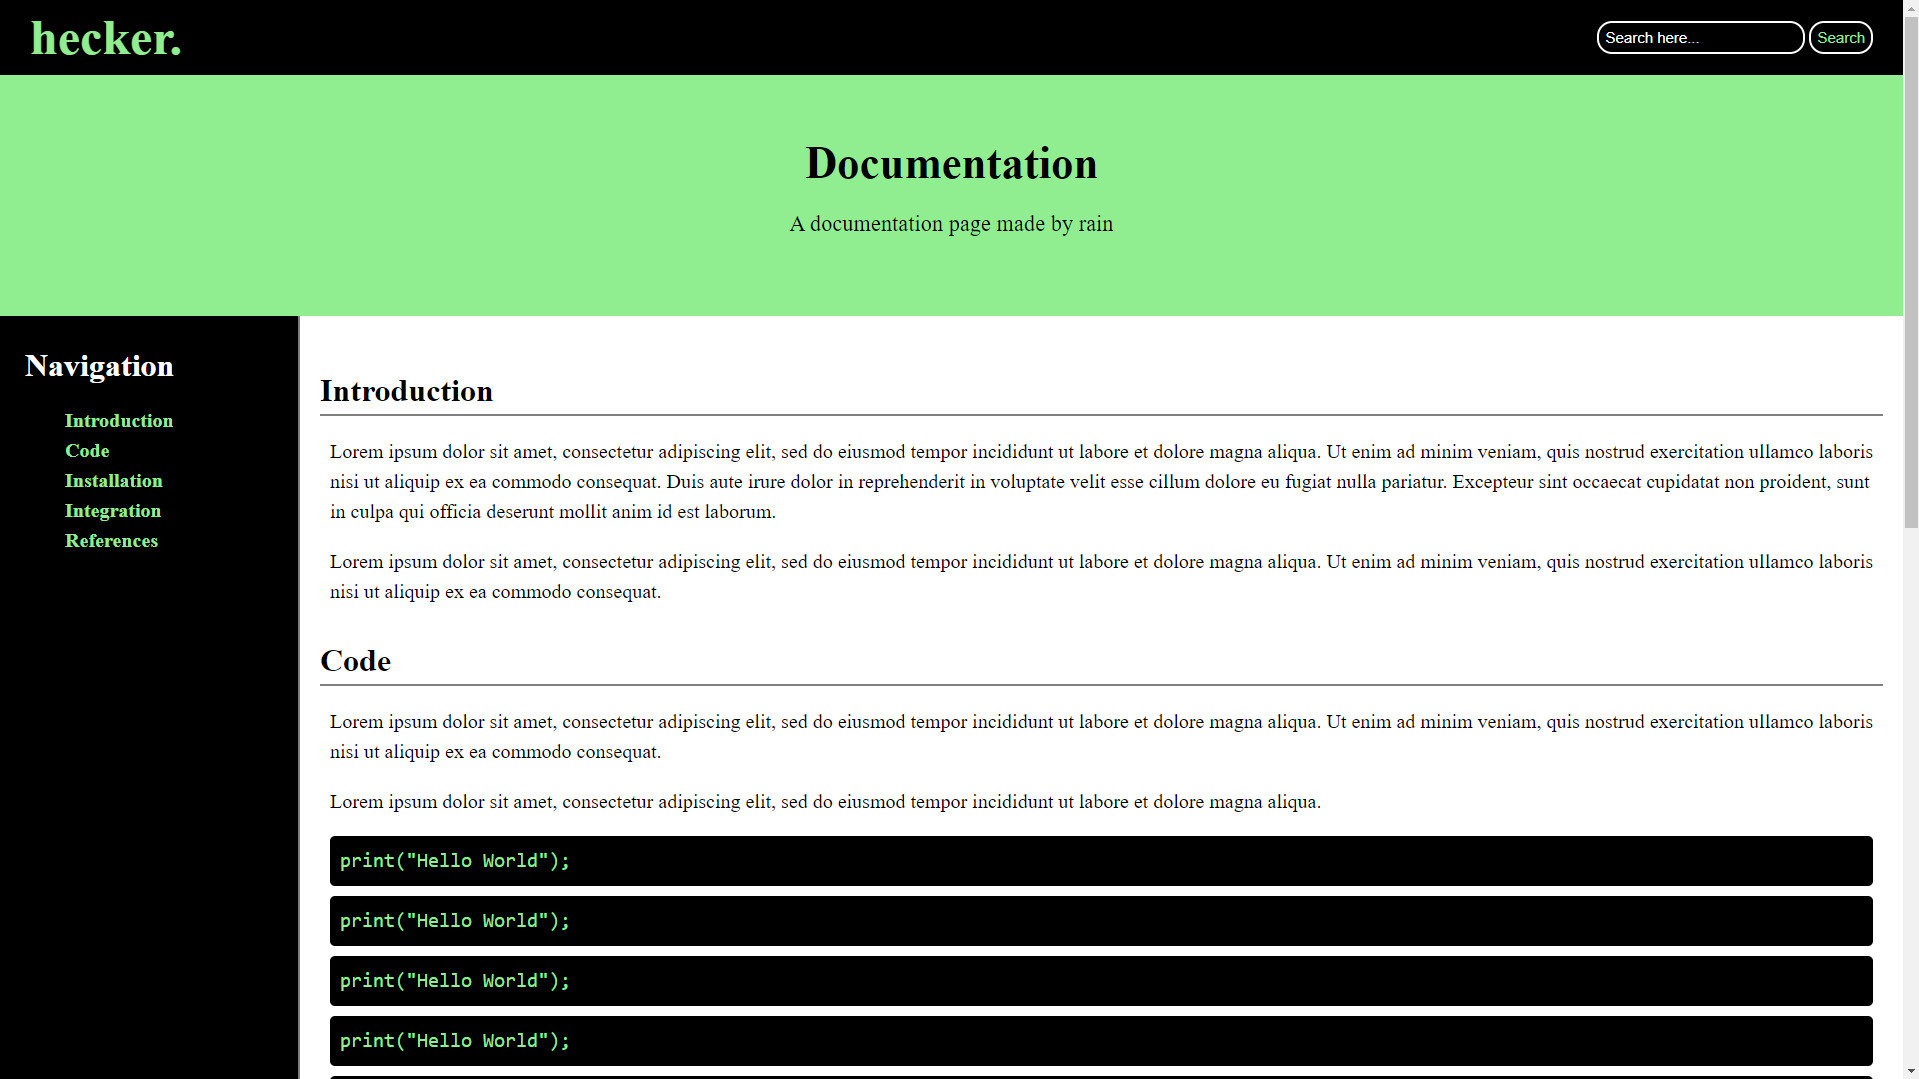 hecker.
Search here...
Search
Documentation
A documentation page made by rain
Navigation
Introduction
Code
Installation
Integration
References
Introduction
Lorem ipsum dolor sit amet, consectetur adipiscing elit, sed do eiusmod tempor incididunt ut labore et dolore magna aliqua. Ut enim ad minim veniam, quis nostrud exercitation ullamco laboris
nisi ut aliquip ex ea commodo consequat. Duis aute irure dolor in reprehenderit in voluptate velit esse cillum dolore eu fugiat nulla pariatur. Excepteur sint occaecat cupidatat non proident, sunt
in culpa qui officia deserunt mollit anim id est laborum.
Lorem ipsum dolor sit amet, consectetur adipiscing elit, sed do eiusmod tempor incididunt ut labore et dolore magna aliqua. Ut enim ad minim veniam, quis nostrud exercitation ullamco laboris
nisi ut aliquip ex ea commodo consequat.
Code
Lorem ipsum dolor sit amet, consectetur adipiscing elit, sed do eiusmod tempor incididunt ut labore et dolore magna aliqua. Ut enim ad minim veniam, quis nostrud exercitation ullamco laboris
nisi ut aliquip ex ea commodo consequat.
Lorem ipsum dolor sit amet, consectetur adipiscing elit, sed do eiusmod tempor incididunt ut labore et dolore magna aliqua.
print("Hello World");
print("Hello World");
print("Hello World");
print("Hello World");